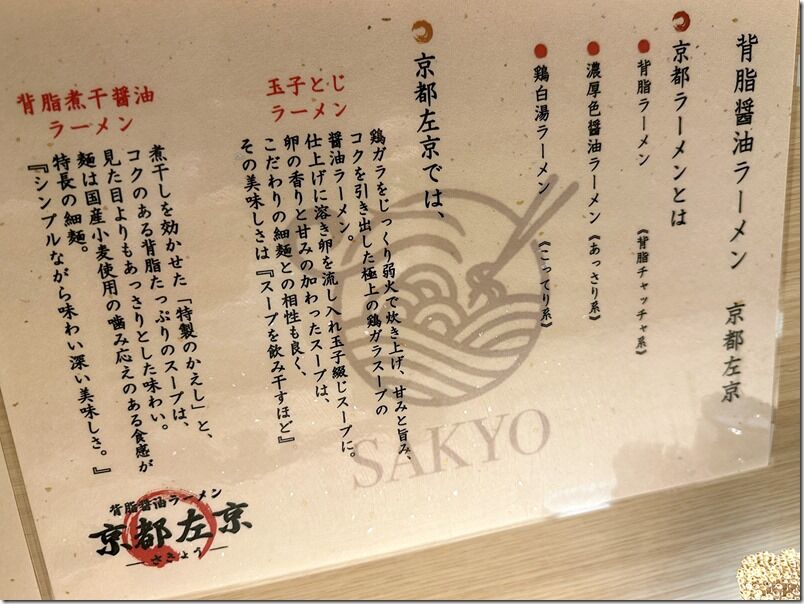 背脂醤油ラーメン 京都左京
京都ラーメンとは
背脂ラーメン 《背脂チャッチャ系》
濃厚色醤油ラーメン 《あっさり系》
鶏白湯ラーメン 《こってり系》
京都左京では、
玉子とじ
ラーメン
鶏ガラをじっくり弱火で炊き上げ、甘みと旨み、
コクを引き出した極上の鶏ガラスープの
醤油ラーメン。
仕上げに溶き卵を流し入れ玉子綴じスープに。
卵の香りと甘みの加わったスープは、
こだわりの細麺との相性も良く、
その美味しさは『スープを飲み干すほど』
背脂煮干醤油
ラーメン
煮干しを効かせた「特製のかえし」と、
コクのある背脂たっぷりのスープは、
見た目よりもあっさりとした味わい。
麺は国産小麦使用の噛み応えのある食感が
特長の細麺。
『シンプルながら味わい深い美味しさ。』
SAKYO
背脂醤油ラーメン
京都左京
さきょう